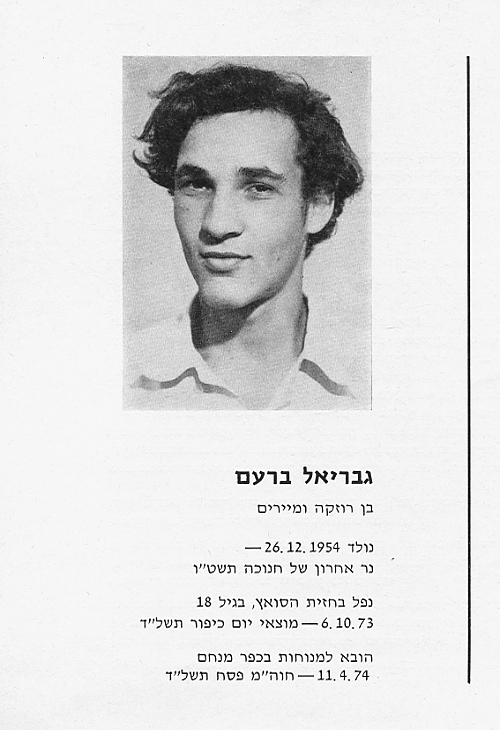 גבריאל ברעם
בן רוזקה ומיירים
נולד 26.12.1954 —
נר אחרון של חנוכה תשט״ו
נפל בחזית הסואץ, בגיל 18
6.10.73 — מוצאי יום כיפור תשל״ד
הובא למנוחות בכפר מנחם
11.4.74 — חוה״מ פסח תשל״ד